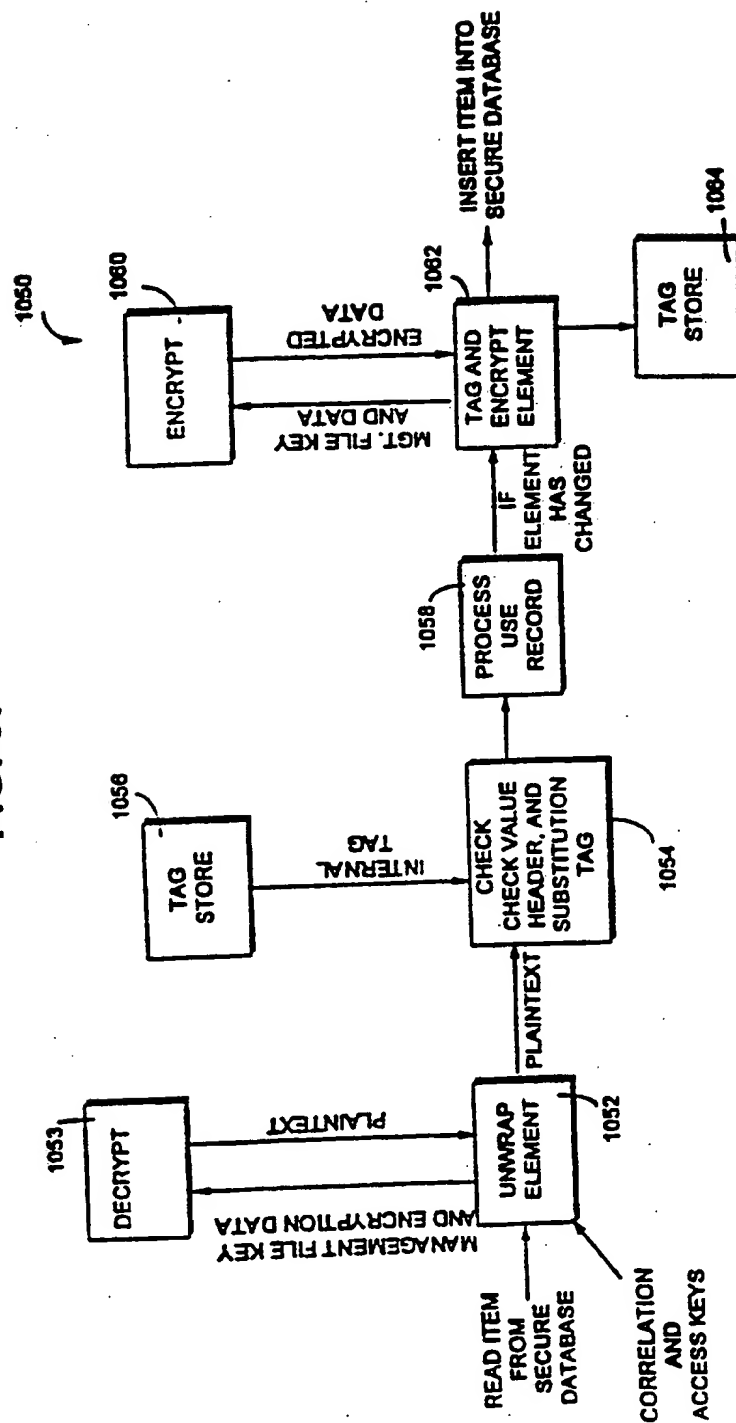 1050
1053
DECRYPT
MANAGEMENT FILE KEY
AND ENCRYPTION DATA
PLAINTEXT
READ ITEM
FROM
SECURE
DATABASE
UNWRAP
ELEMENT
1052
CORRELATION
AND
ACCESS KEYS
PLAINTEXT
1056
TAG
STORE
INTERNAL
TAG
CHECK
CHECK VALUE
HEADER, AND
SUBSTITUTION
TAG
1054
1058
PROCESS
USE
RECORD
IF
ELEMENT
HAS
CHANGED
1060
ENCRYPT
MGT. FILE KEY
AND DATA
ENCRYPTED
DATA
1062
TAG AND
ENCRYPT
ELEMENT
INSERT ITEM INTO
SECURE DATABASE
TAG
STORE
1064